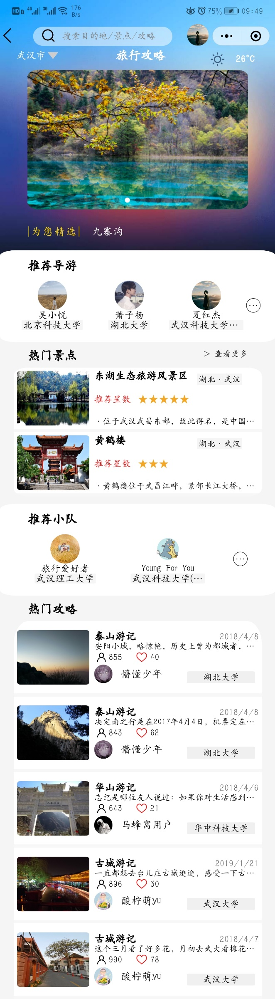 HD 4G 3G 176 B/s 75% 09:49
搜索目的地/景点/攻略
武汉市 旅行攻略 26°C
|为您精选| 九寨沟
推荐导游
吴小悦 萧子杨 夏红杰
北京科技大学 湖北大学 武汉科技大学…
热门景点 > 查看更多
东湖生态旅游风景区 湖北·武汉
推荐星数 ★★★★★
·位于武汉武昌东部，故此得名，是中国…
黄鹤楼 湖北·武汉
推荐星数 ★★★
·黄鹤楼位于武昌江畔，紧邻长江大桥，…
推荐小队
旅行爱好者 Young For You
武汉理工大学 武汉科技大学(…
热门攻略
泰山游记 2018/4/8
安阳小城，略惊艳，历史上曾为都城者，…
855 40
懵懂少年 湖北大学
泰山游记 2018/4/8
决定南之行是在2017年4月4日，机票定在…
843 62
懵懂少年 湖北大学
华山游记 2018/4/6
忘记是哪位友人说过：如果你对生活感到…
643 21
马蜂窝用户 华中科技大学
古城游记 2019/1/21
一直都想去台儿庄古城逛逛，感受一下古…
896 30
酸柠萌yu 武汉大学
古城游记 2018/4/7
这个三月看了好多花，月初去武大看梅花…
990 78
酸柠萌yu 武汉大学